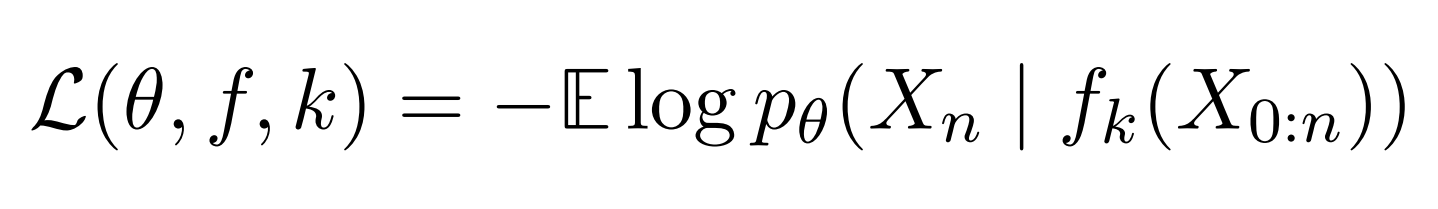 ℒ(θ, f, k) = −𝔼 log p_θ(X_n | f_k(X_{0:n}))